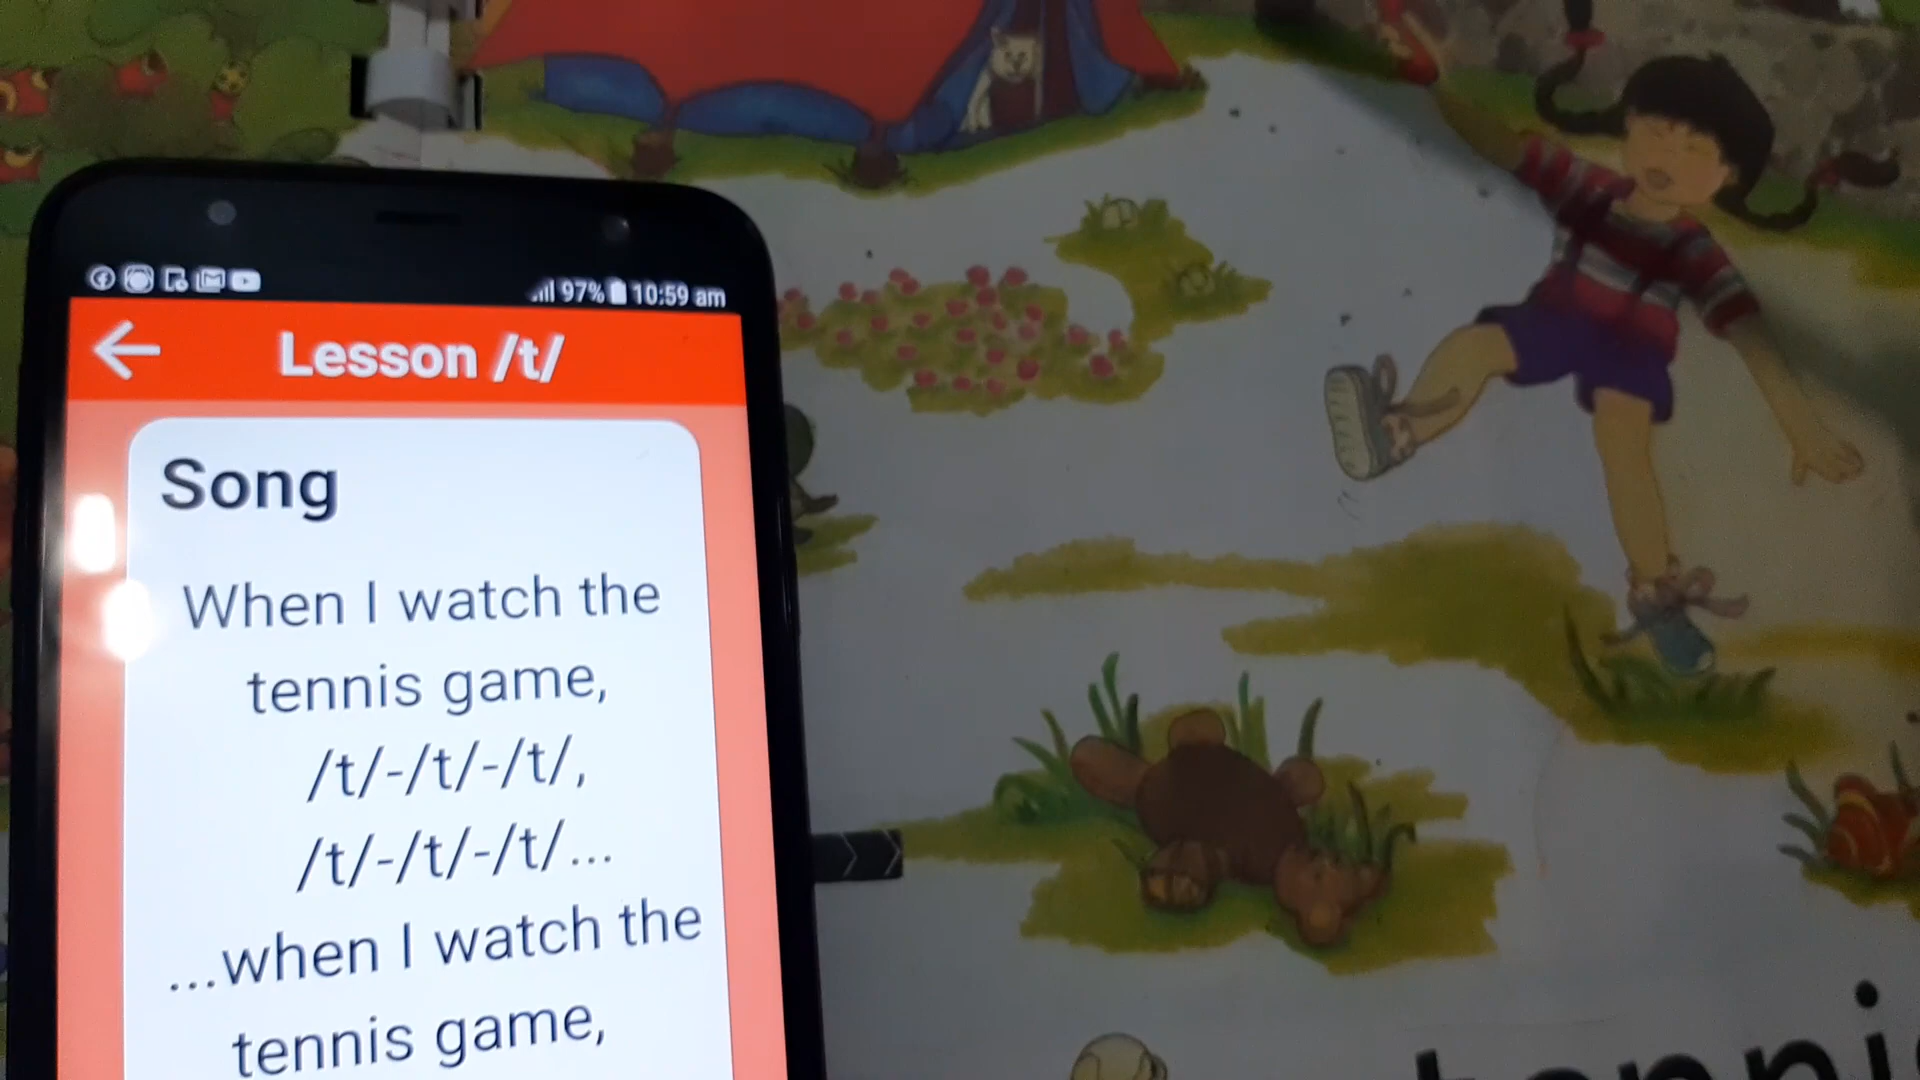 97% 10:59 am
Lesson /t/
Song
When I watch the
tennis game,
/t/-/t/-/t/,
/t/-/t/-/t/...
...when I watch the
tennis game,